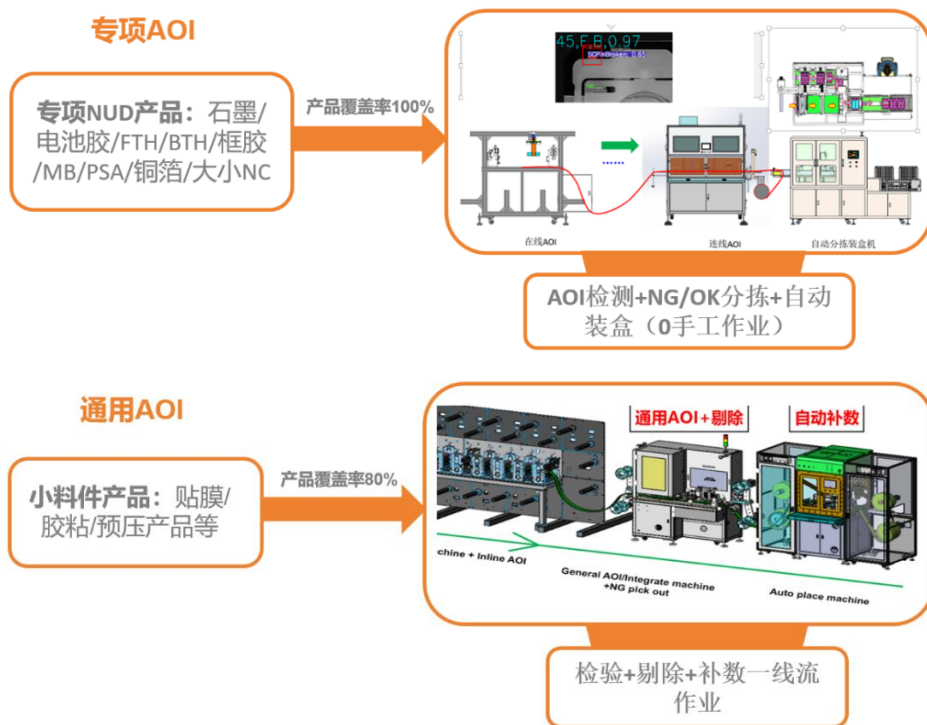 专项AOI
专项NUD产品：石墨/
电池胶/FTH/BTH/框胶
/MB/PSA/铜箔/大小NC
产品覆盖率100%
45,F,B,0.97
SOPinBroken: 0.65
......
在线AOI
连线AOI
自动分拣装盒机
AOI检测+NG/OK分拣+自动
装盒（0手工作业）
通用AOI
小料件产品：贴膜/
胶粘/预压产品等
产品覆盖率80%
通用AOI+剔除
自动补数
chine + Inline AOI
General AOI/Integrate machine
+NG pick out
Auto place machine
检验+剔除+补数一线流
作业